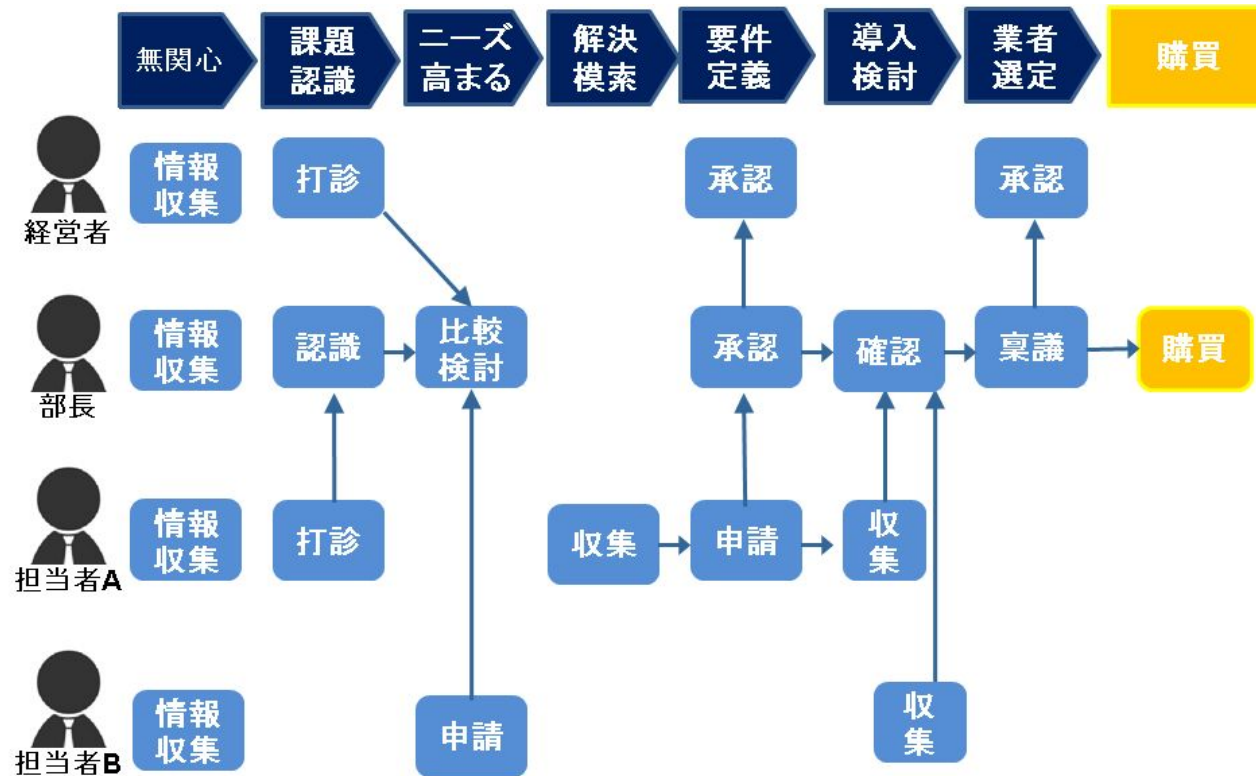 無関心
課題
認識
ニーズ
高まる
解決
模索
要件
定義
導入
検討
業者
選定
購買
経営者
情報
収集
打診
承認
承認
部長
情報
収集
認識
比較
検討
承認
確認
稟議
購買
担当者A
情報
収集
打診
収集
申請
収
集
担当者B
情報
収集
申請
収
集